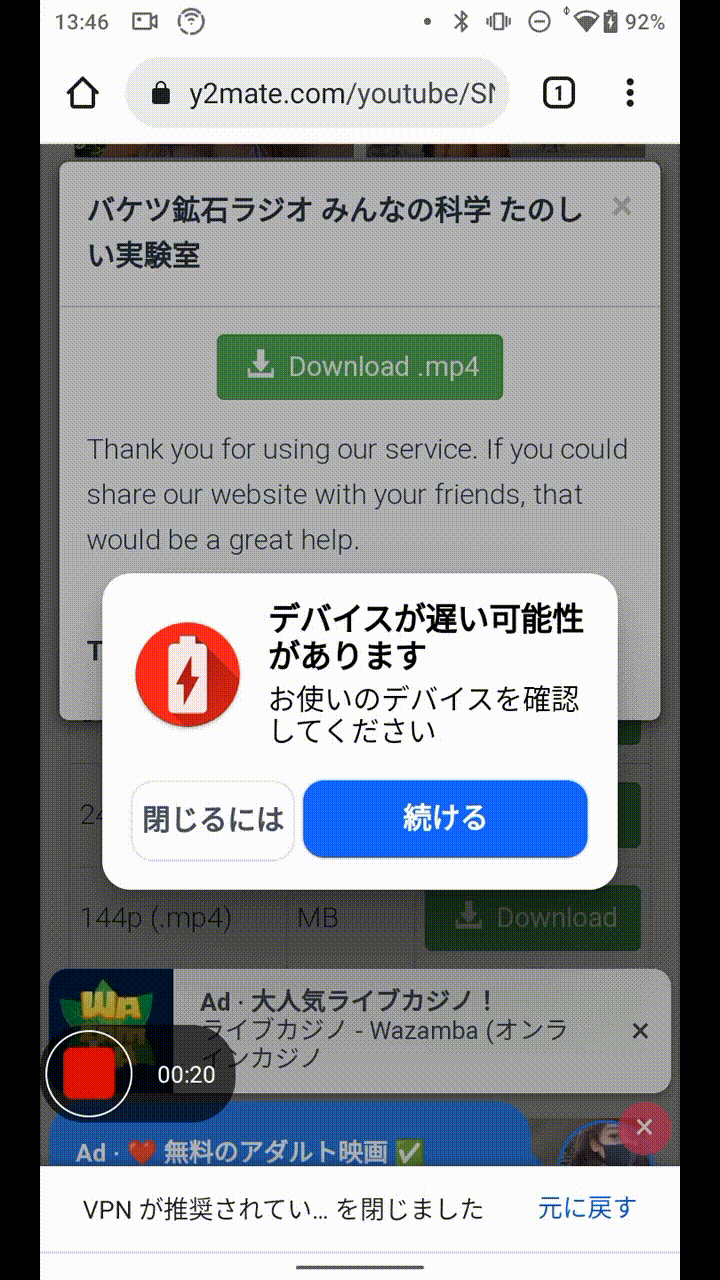 13:46
92%
y2mate.com/youtube/SN
1
バケツ鉱石ラジオ みんなの科学 たのし
い実験室
×
Download .mp4
Thank you for using our service. If you could
share our website with your friends, that
would be a great help.
T
デバイスが遅い可能性
があります
お使いのデバイスを確認
してください
閉じるには
続ける
24
144p (.mp4)
MB
Download
WA
Ad · 大人気ライブカジノ！
ライブカジノ - Wazamba (オンラ
インカジノ
×
00:20
Ad · ❤️ 無料のアダルト映画 ✅
×
VPN が推奨されてい... を閉じました
元に戻す